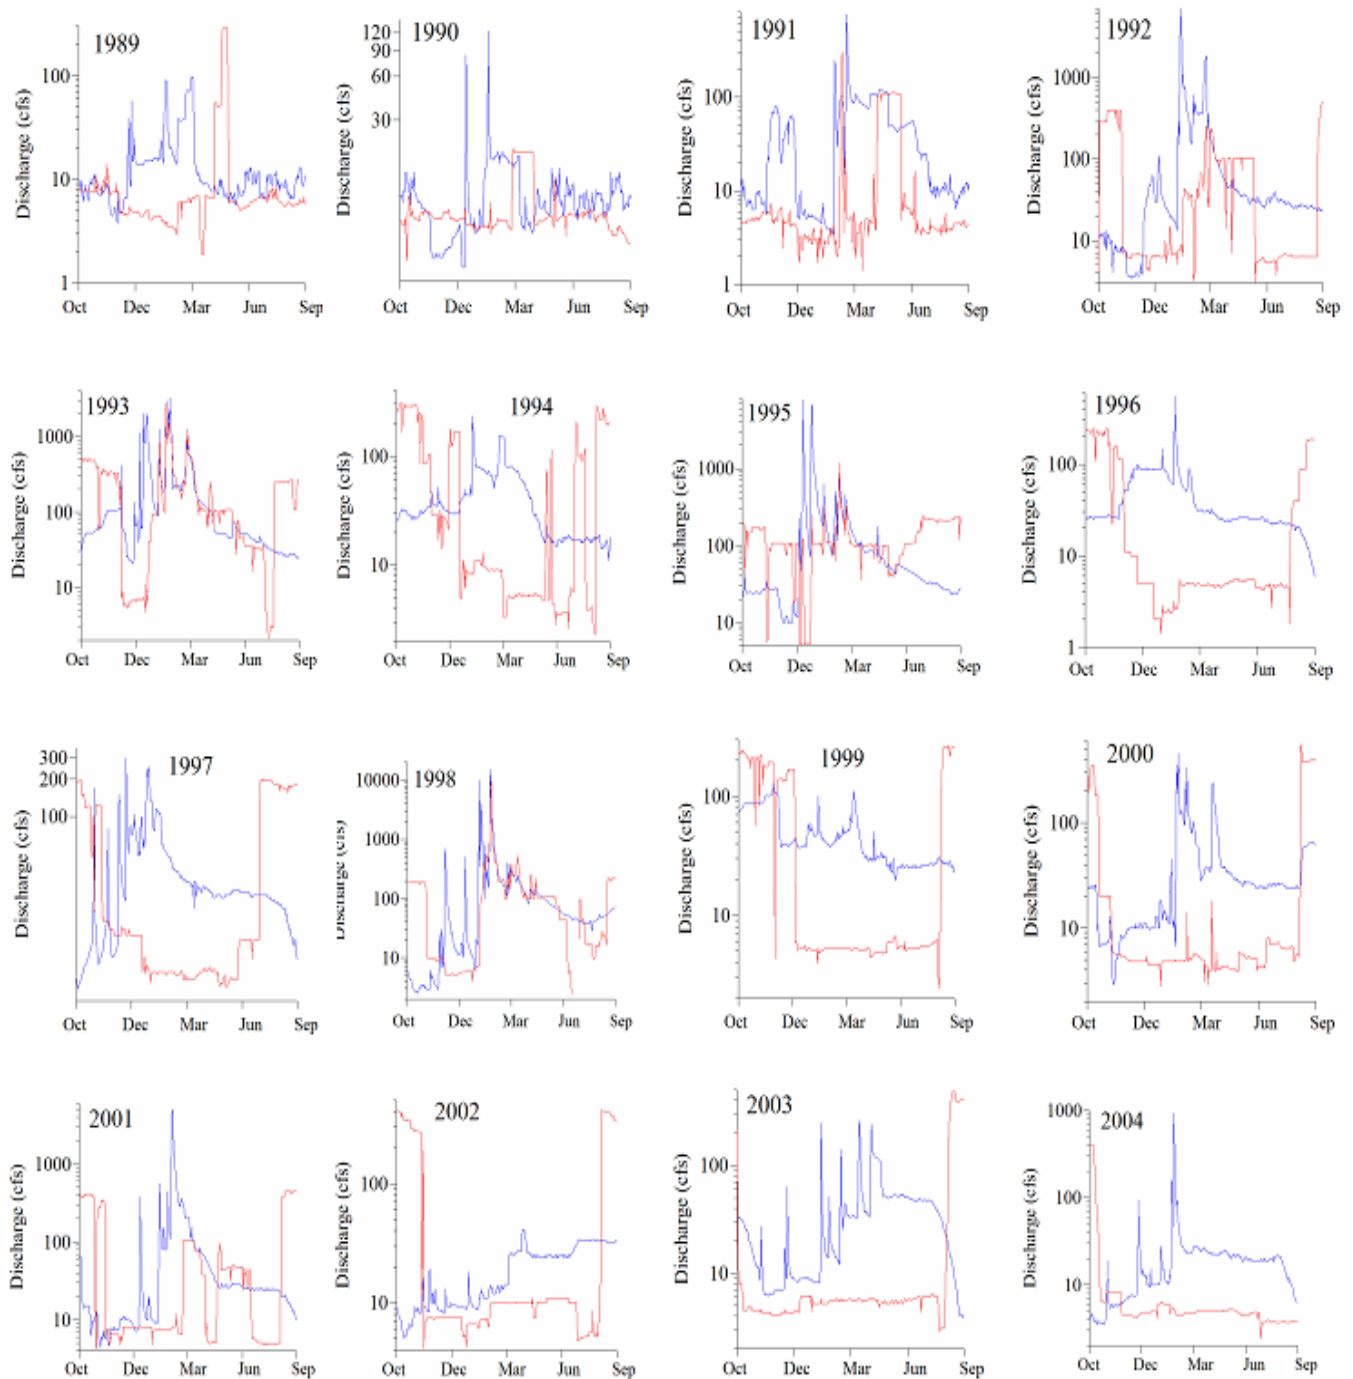 1989
Discharge (cfs)
100
10
1
Oct Dec Mar Jun Sep
1990
Discharge (cfs)
120
90
60
30
Oct Dec Mar Jun Sep
1991
Discharge (cfs)
100
10
1
Oct Dec Mar Jun Sep
1992
Discharge (cfs)
1000
100
10
Oct Dec Mar Jun Sep
1993
Discharge (cfs)
1000
100
10
Oct Dec Mar Jun Sep
1994
Discharge (cfs)
100
10
Oct Dec Mar Jun Sep
1995
Discharge (cfs)
1000
100
10
Oct Dec Mar Jun Sep
1996
Discharge (cfs)
100
10
1
Oct Dec Mar Jun Sep
1997
Discharge (cfs)
300
200
100
Oct Dec Mar Jun Sep
1998
Discharge (cfs)
10000
1000
100
10
Oct Dec Mar Jun Sep
1999
Discharge (cfs)
100
10
Oct Dec Mar Jun Sep
2000
Discharge (cfs)
100
10
Oct Dec Mar Jun Sep
2001
Discharge (cfs)
1000
100
10
Oct Dec Mar Jun Sep
2002
Discharge (cfs)
100
10
Oct Dec Mar Jun Sep
2003
Discharge (cfs)
100
10
Oct Dec Mar Jun Sep
2004
Discharge (cfs)
1000
100
10
Oct Dec Mar Jun Sep